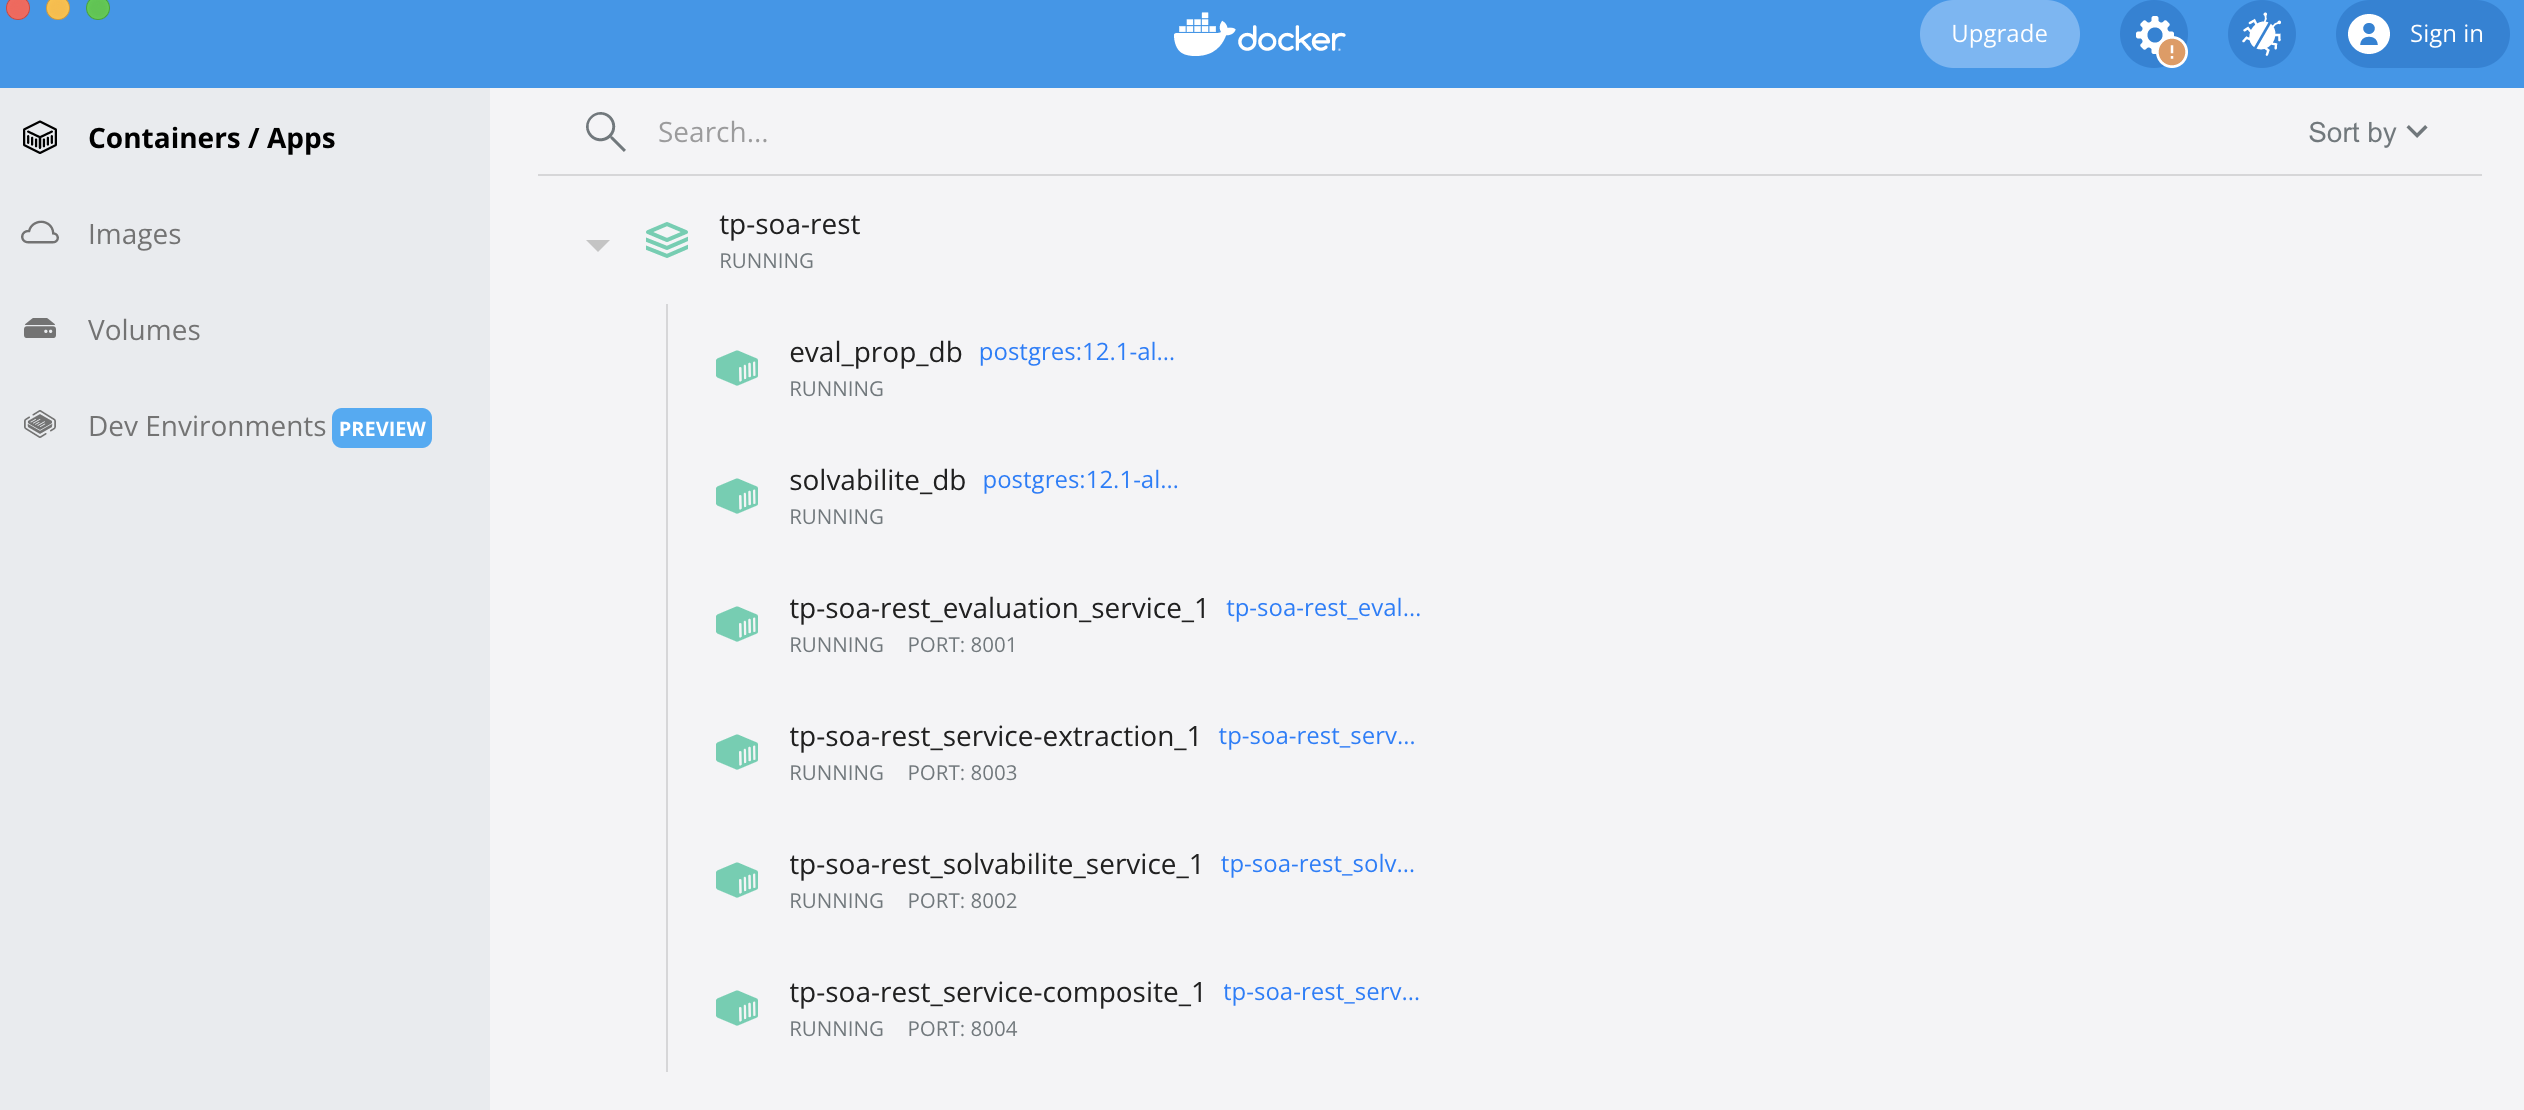 docker
Upgrade
Sign in
Containers / Apps
Images
Volumes
Dev Environments PREVIEW
Search...
Sort by
tp-soa-rest
RUNNING
eval_prop_db postgres:12.1-al...
RUNNING
solvabilite_db postgres:12.1-al...
RUNNING
tp-soa-rest_evaluation_service_1 tp-soa-rest_eval...
RUNNING PORT: 8001
tp-soa-rest_service-extraction_1 tp-soa-rest_serv...
RUNNING PORT: 8003
tp-soa-rest_solvabilite_service_1 tp-soa-rest_solv...
RUNNING PORT: 8002
tp-soa-rest_service-composite_1 tp-soa-rest_serv...
RUNNING PORT: 8004